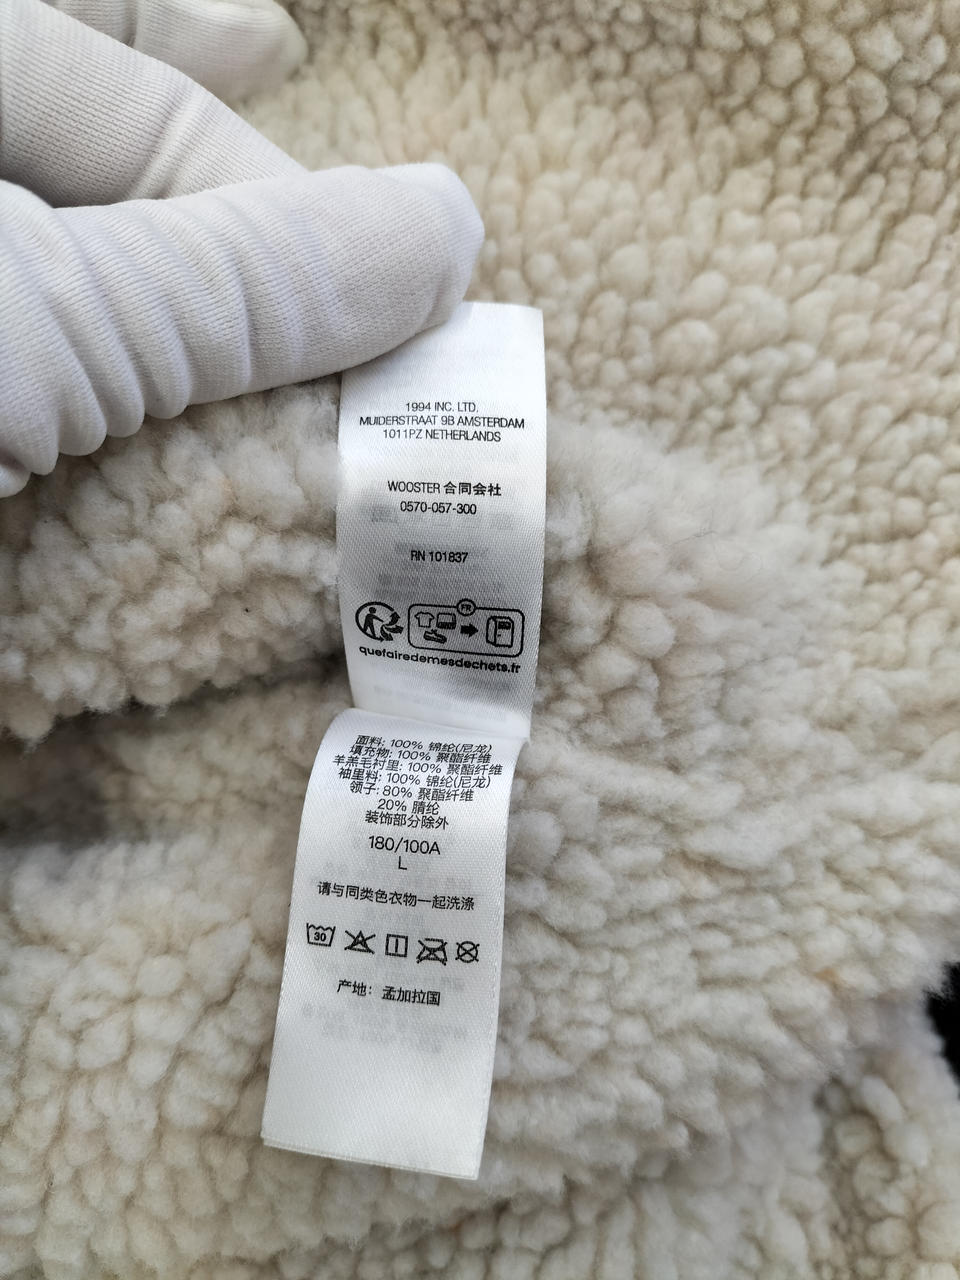 1994 INC. LTD.
MUIDERSTRAAT 9B AMSTERDAM
1011PZ NETHERLANDS
WOOSTER 合同会社
0570-057-300
RN 101837
FR
quefairedemesdechets.fr
面料: 100% 锦纶(尼龙)
填充物: 100% 聚酯纤维
羊羔毛衬里: 100% 聚酯纤维
袖里料: 100% 锦纶(尼龙)
领子: 80% 聚酯纤维
20% 腈纶
装饰部分除外
180/100A
L
请与同类色衣物一起洗涤
30
产地: 孟加拉国